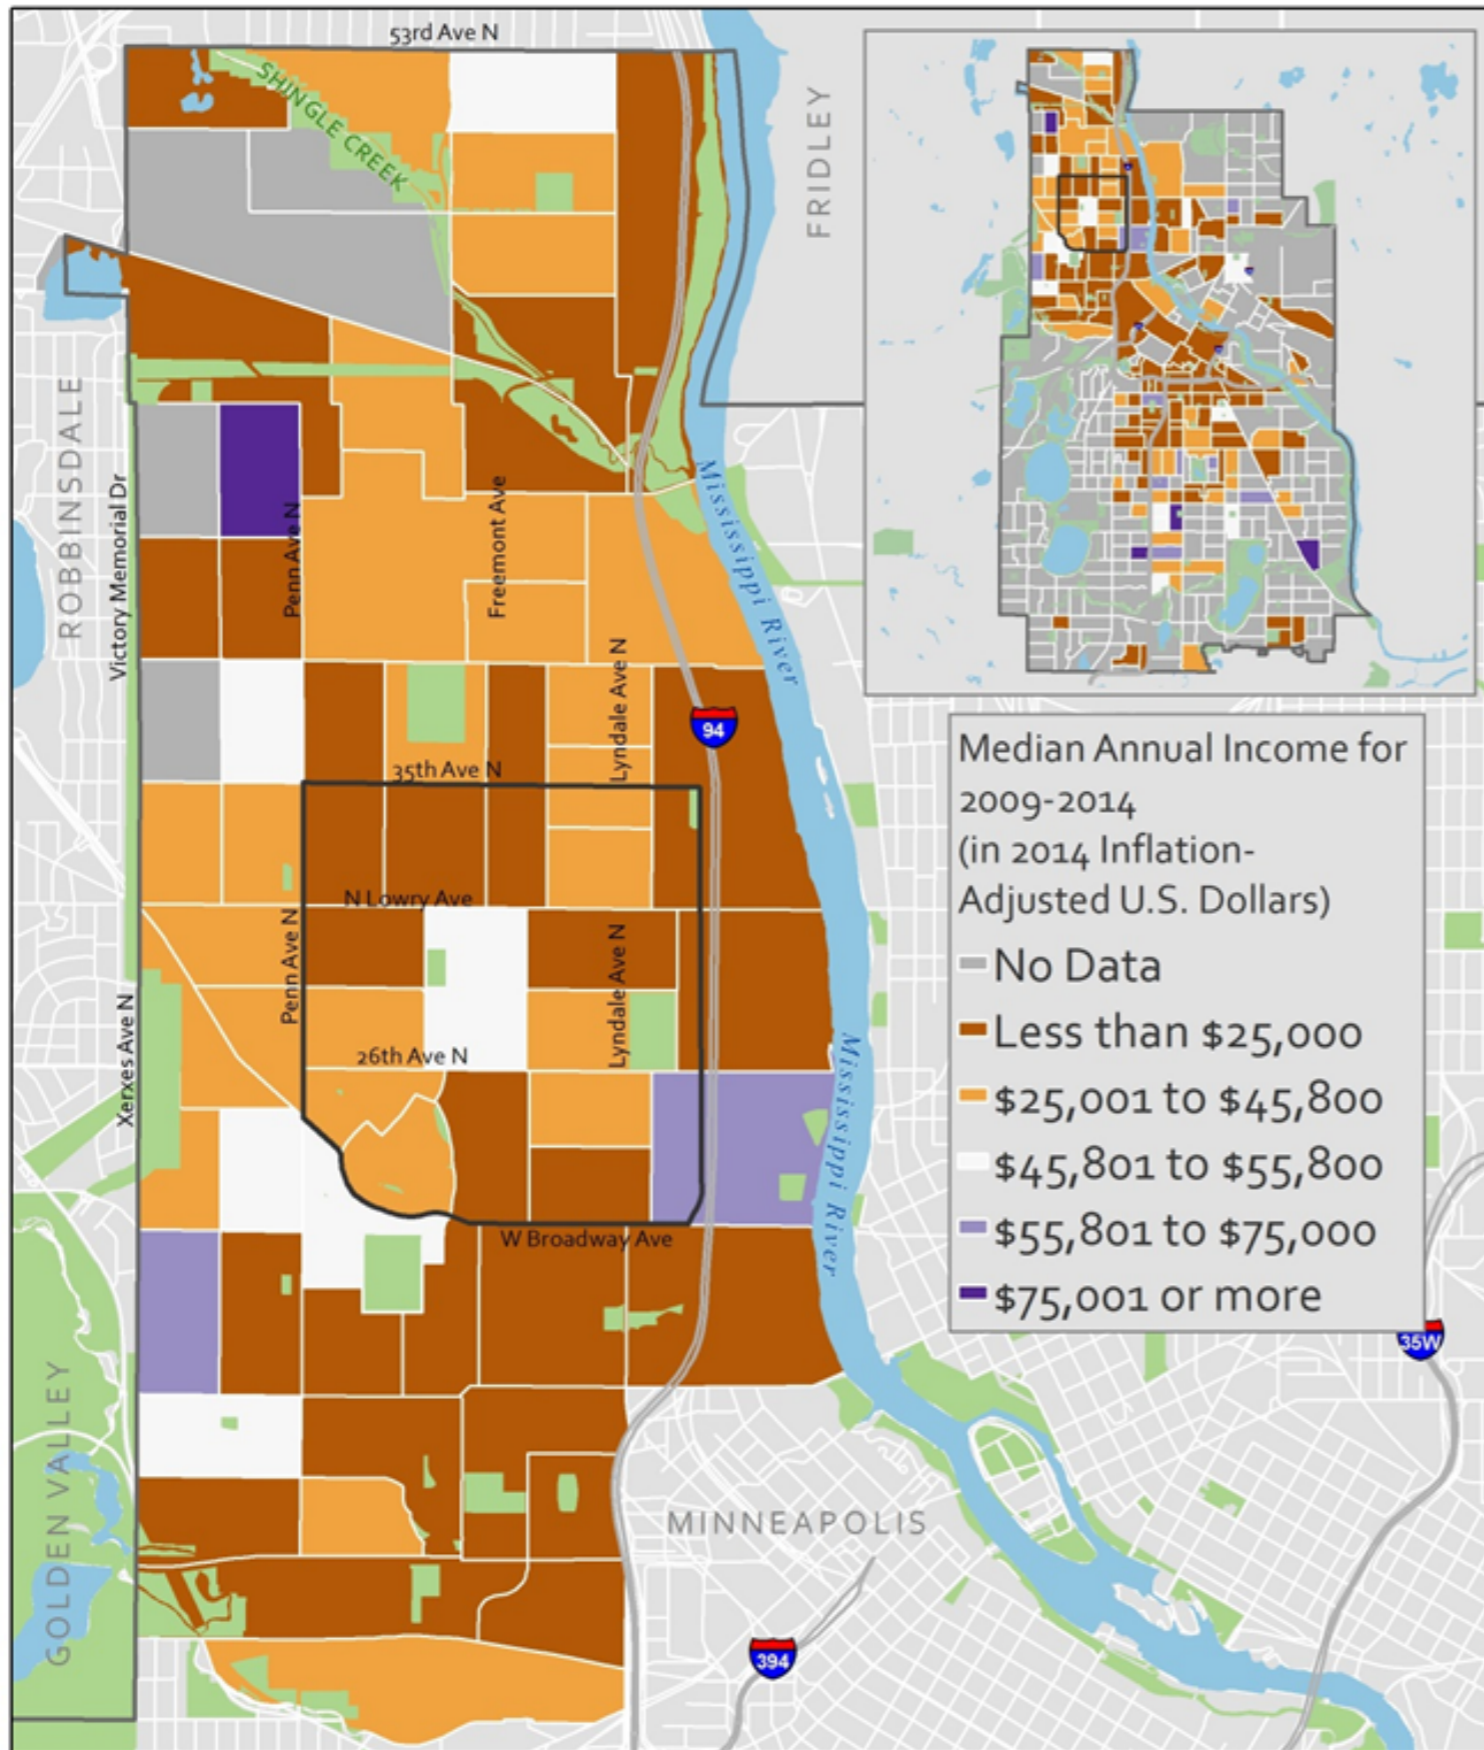 53rd Ave N
SHINGLE CREEK
FRIDLEY
ROBBINSDALE
Victory Memorial Dr
Penn Ave N
Freemont Ave
Mississippi River
Lyndale Ave N
94
35th Ave N
N Lowry Ave
Penn Ave N
Lyndale Ave N
Xerxes Ave N
26th Ave N
Mississippi River
W Broadway Ave
GOLDEN VALLEY
MINNEAPOLIS
394
35W
Median Annual Income for
2009-2014
(in 2014 Inflation-
Adjusted U.S. Dollars)
No Data
Less than $25,000
$25,001 to $45,800
$45,801 to $55,800
$55,801 to $75,000
$75,001 or more